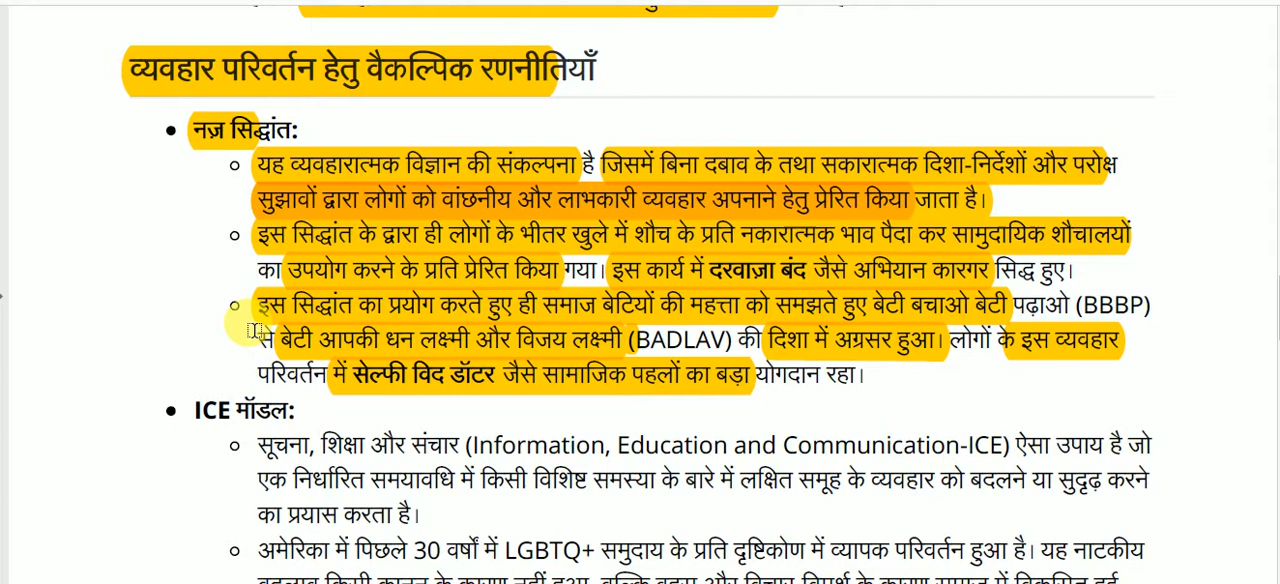 व्यवहार परिवर्तन हेतु वैकल्पिक रणनीतियाँ
• नज़ सिद्धांत:
○ यह व्यवहारात्मक विज्ञान की संकल्पना है जिसमें बिना दबाव के तथा सकारात्मक दिशा-निर्देशों और परोक्ष
सुझावों द्वारा लोगों को वांछनीय और लाभकारी व्यवहार अपनाने हेतु प्रेरित किया जाता है।
○ इस सिद्धांत के द्वारा ही लोगों के भीतर खुले में शौच के प्रति नकारात्मक भाव पैदा कर सामुदायिक शौचालयों
का उपयोग करने के प्रति प्रेरित किया गया। इस कार्य में दरवाज़ा बंद जैसे अभियान कारगर सिद्ध हुए।
○ इस सिद्धांत का प्रयोग करते हुए ही समाज बेटियों की महत्ता को समझते हुए बेटी बचाओ बेटी पढ़ाओ (BBBP)
से बेटी आपकी धन लक्ष्मी और विजय लक्ष्मी (BADLAV) की दिशा में अग्रसर हुआ। लोगों के इस व्यवहार
परिवर्तन में सेल्फी विद डॉटर जैसे सामाजिक पहलों का बड़ा योगदान रहा।
• ICE मॉडल:
○ सूचना, शिक्षा और संचार (Information, Education and Communication-ICE) ऐसा उपाय है जो
एक निर्धारित समयावधि में किसी विशिष्ट समस्या के बारे में लक्षित समूह के व्यवहार को बदलने या सुदृढ़ करने
का प्रयास करता है।
○ अमेरिका में पिछले 30 वर्षों में LGBTQ+ समुदाय के प्रति दृष्टिकोण में व्यापक परिवर्तन हुआ है। यह नाटकीय